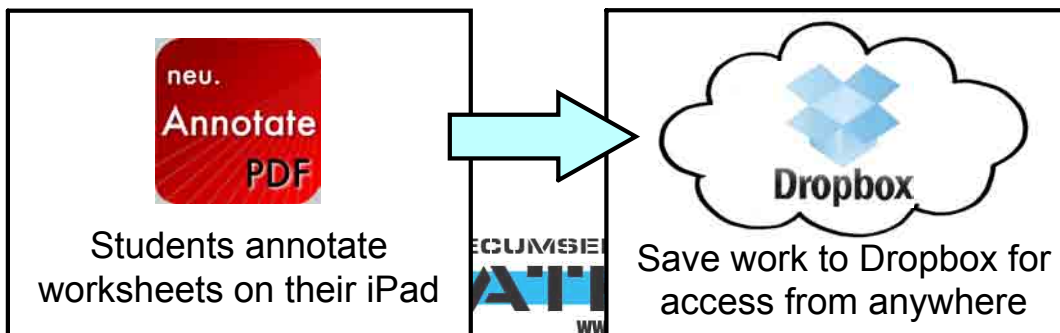 neu.
Annotate
PDF
Students annotate
worksheets on their iPad
Dropbox
Save work to Dropbox for
access from anywhere